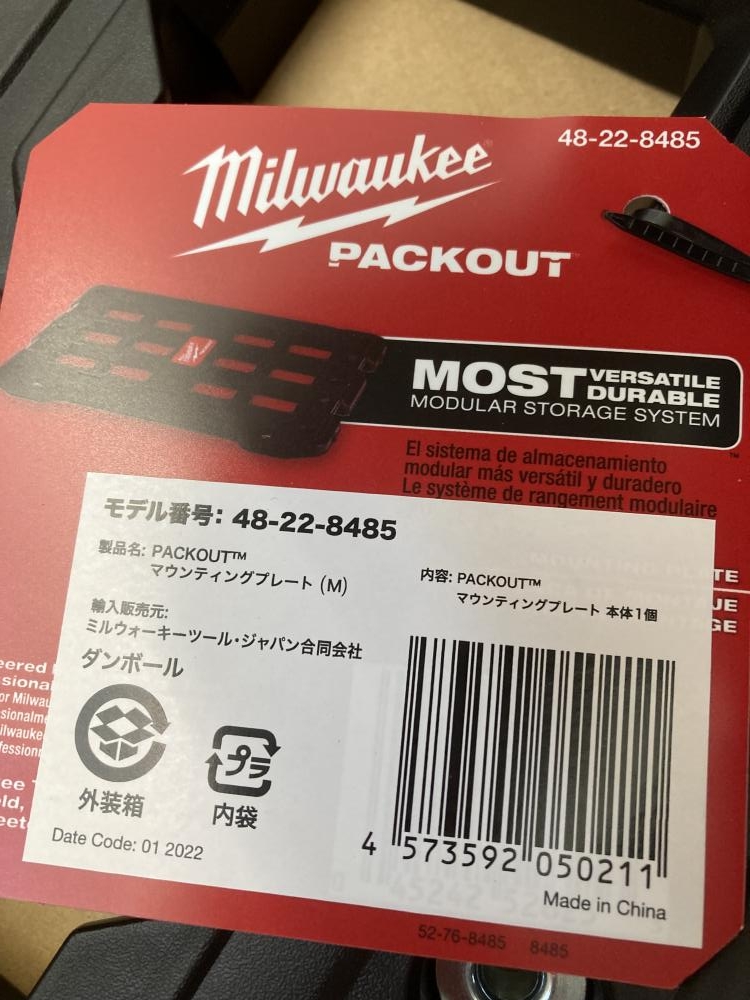 48-22-8485
Milwaukee
PACKOUT
MOST VERSATILE
DURABLE
MODULAR STORAGE SYSTEM
El sistema de almacenamiento
modular más versátil y duradero
Le système de rangement modulaire
モデル番号: 48-22-8485
製品名: PACKOUT™
マウンティングプレート (M)
内容: PACKOUT™
マウンティングプレート 本体1個
輸入販売元:
ミルウォーキーツール・ジャパン合同会社
ダンボール
プラ
外装箱
内袋
Date Code: 01 2022
4 573592 050211
Made in China
52-76-8485 8485